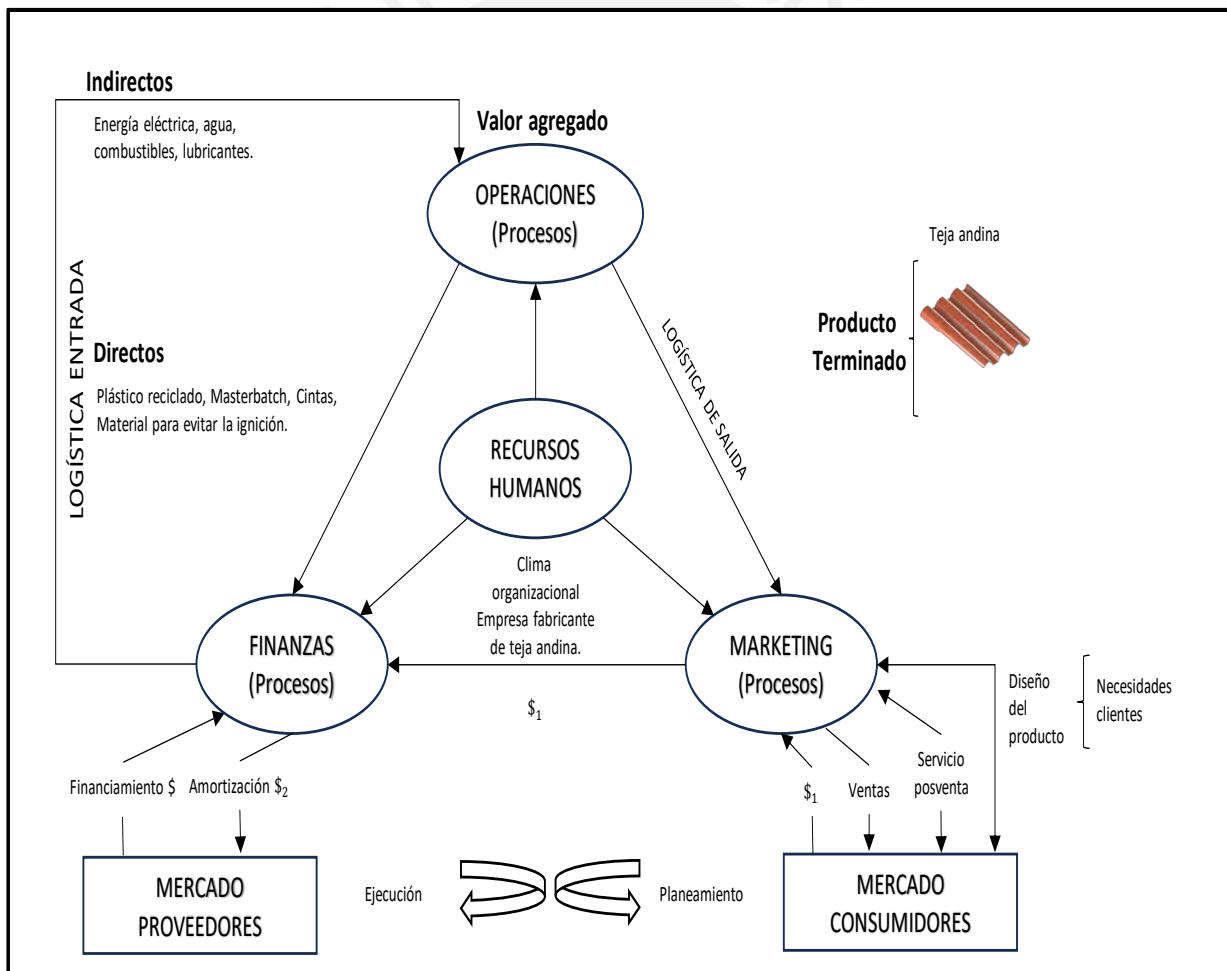 Indirectos
Energía eléctrica, agua,
combustibles, lubricantes.
Valor agregado
OPERACIONES
(Procesos)
Teja andina
Producto
Terminado
LOGÍSTICA ENTRADA
Directos
Plástico reciclado, Masterbatch, Cintas,
Material para evitar la ignición.
LOGÍSTICA DE SALIDA
RECURSOS
HUMANOS
Clima
organizacional
Empresa fabricante
de teja andina.
FINANZAS
(Procesos)
MARKETING
(Procesos)
$₁
Diseño
del
producto
Necesidades
clientes
Financiamiento $
Amortización $₂
$₁
Ventas
Servicio
posventa
MERCADO
PROVEEDORES
Ejecución
Planeamiento
MERCADO
CONSUMIDORES